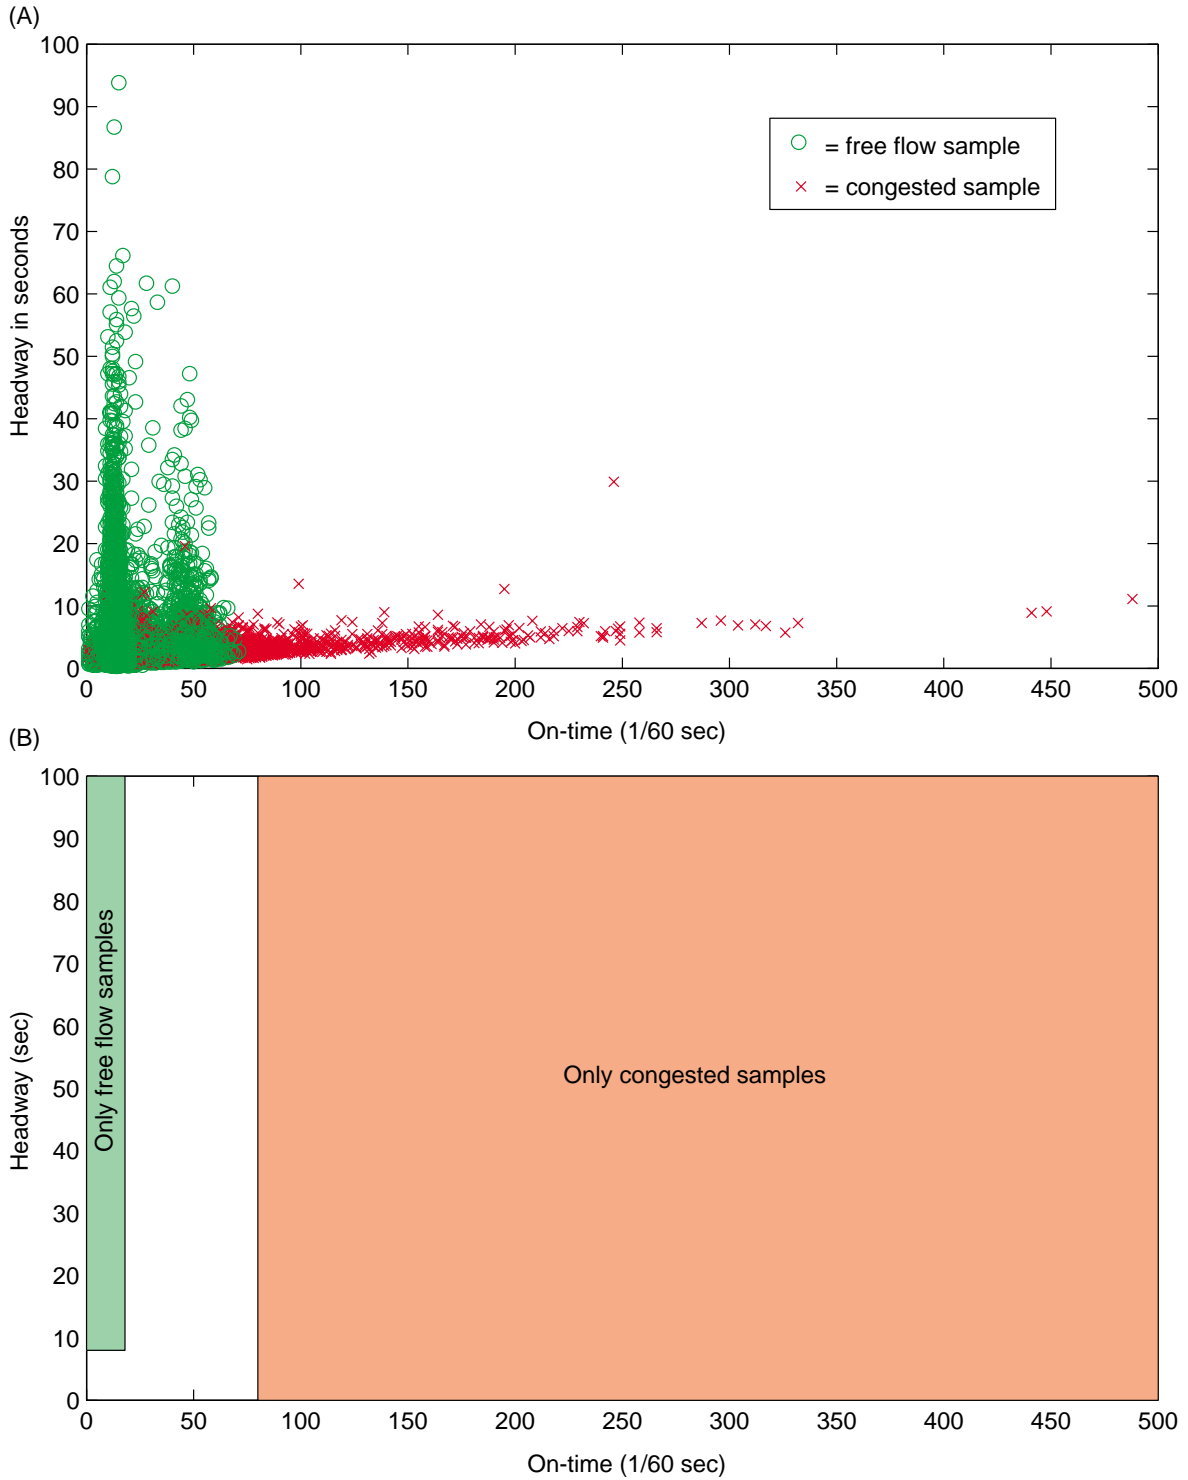 (A)
100
90
80
70
60
50
40
30
20
10
0
Headway in seconds
= free flow sample
= congested sample
0 50 100 150 200 250 300 350 400 450 500
On-time (1/60 sec)
(B)
100
90
80
70
60
50
40
30
20
10
0
Headway (sec)
Only free flow samples
Only congested samples
0 50 100 150 200 250 300 350 400 450 500
On-time (1/60 sec)